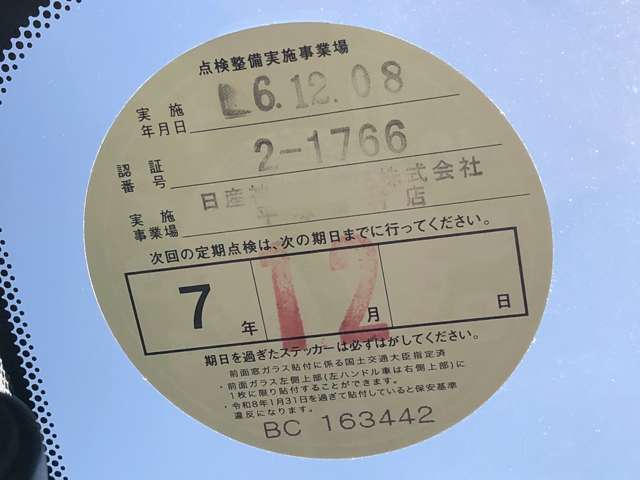 点検整備実施事業場
実施年月日 6.12.08
認証番号 2-1766
実施事業場 日産 株式会社
店
次回の定期点検は、次の期日までに行ってください。
7年 12月 日
期日を過ぎたステッカーは必ずはがしてください。
前面窓ガラス貼付に係る国土交通大臣指定済
・前面ガラス左側上部(左ハンドル車は右側上部)に
1枚に限り貼付することができます。
・令和8年1月31日を過ぎて貼付していると保安基準
違反になります。
BC 163442